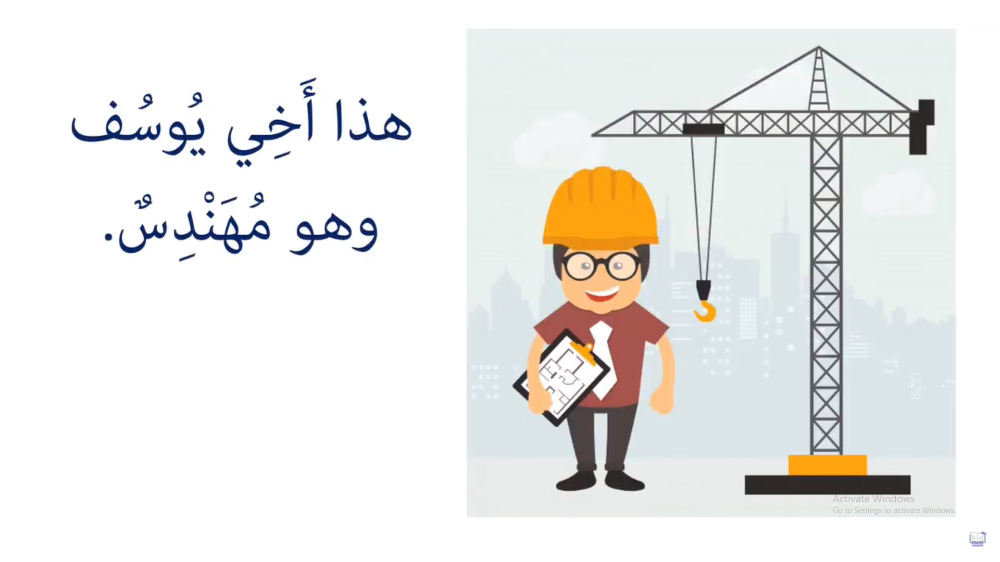 هذا أَخِي يُوسُف
وهو مُهَنْدِسٌ.
Activate Windows
Go to Settings to activate Windows.